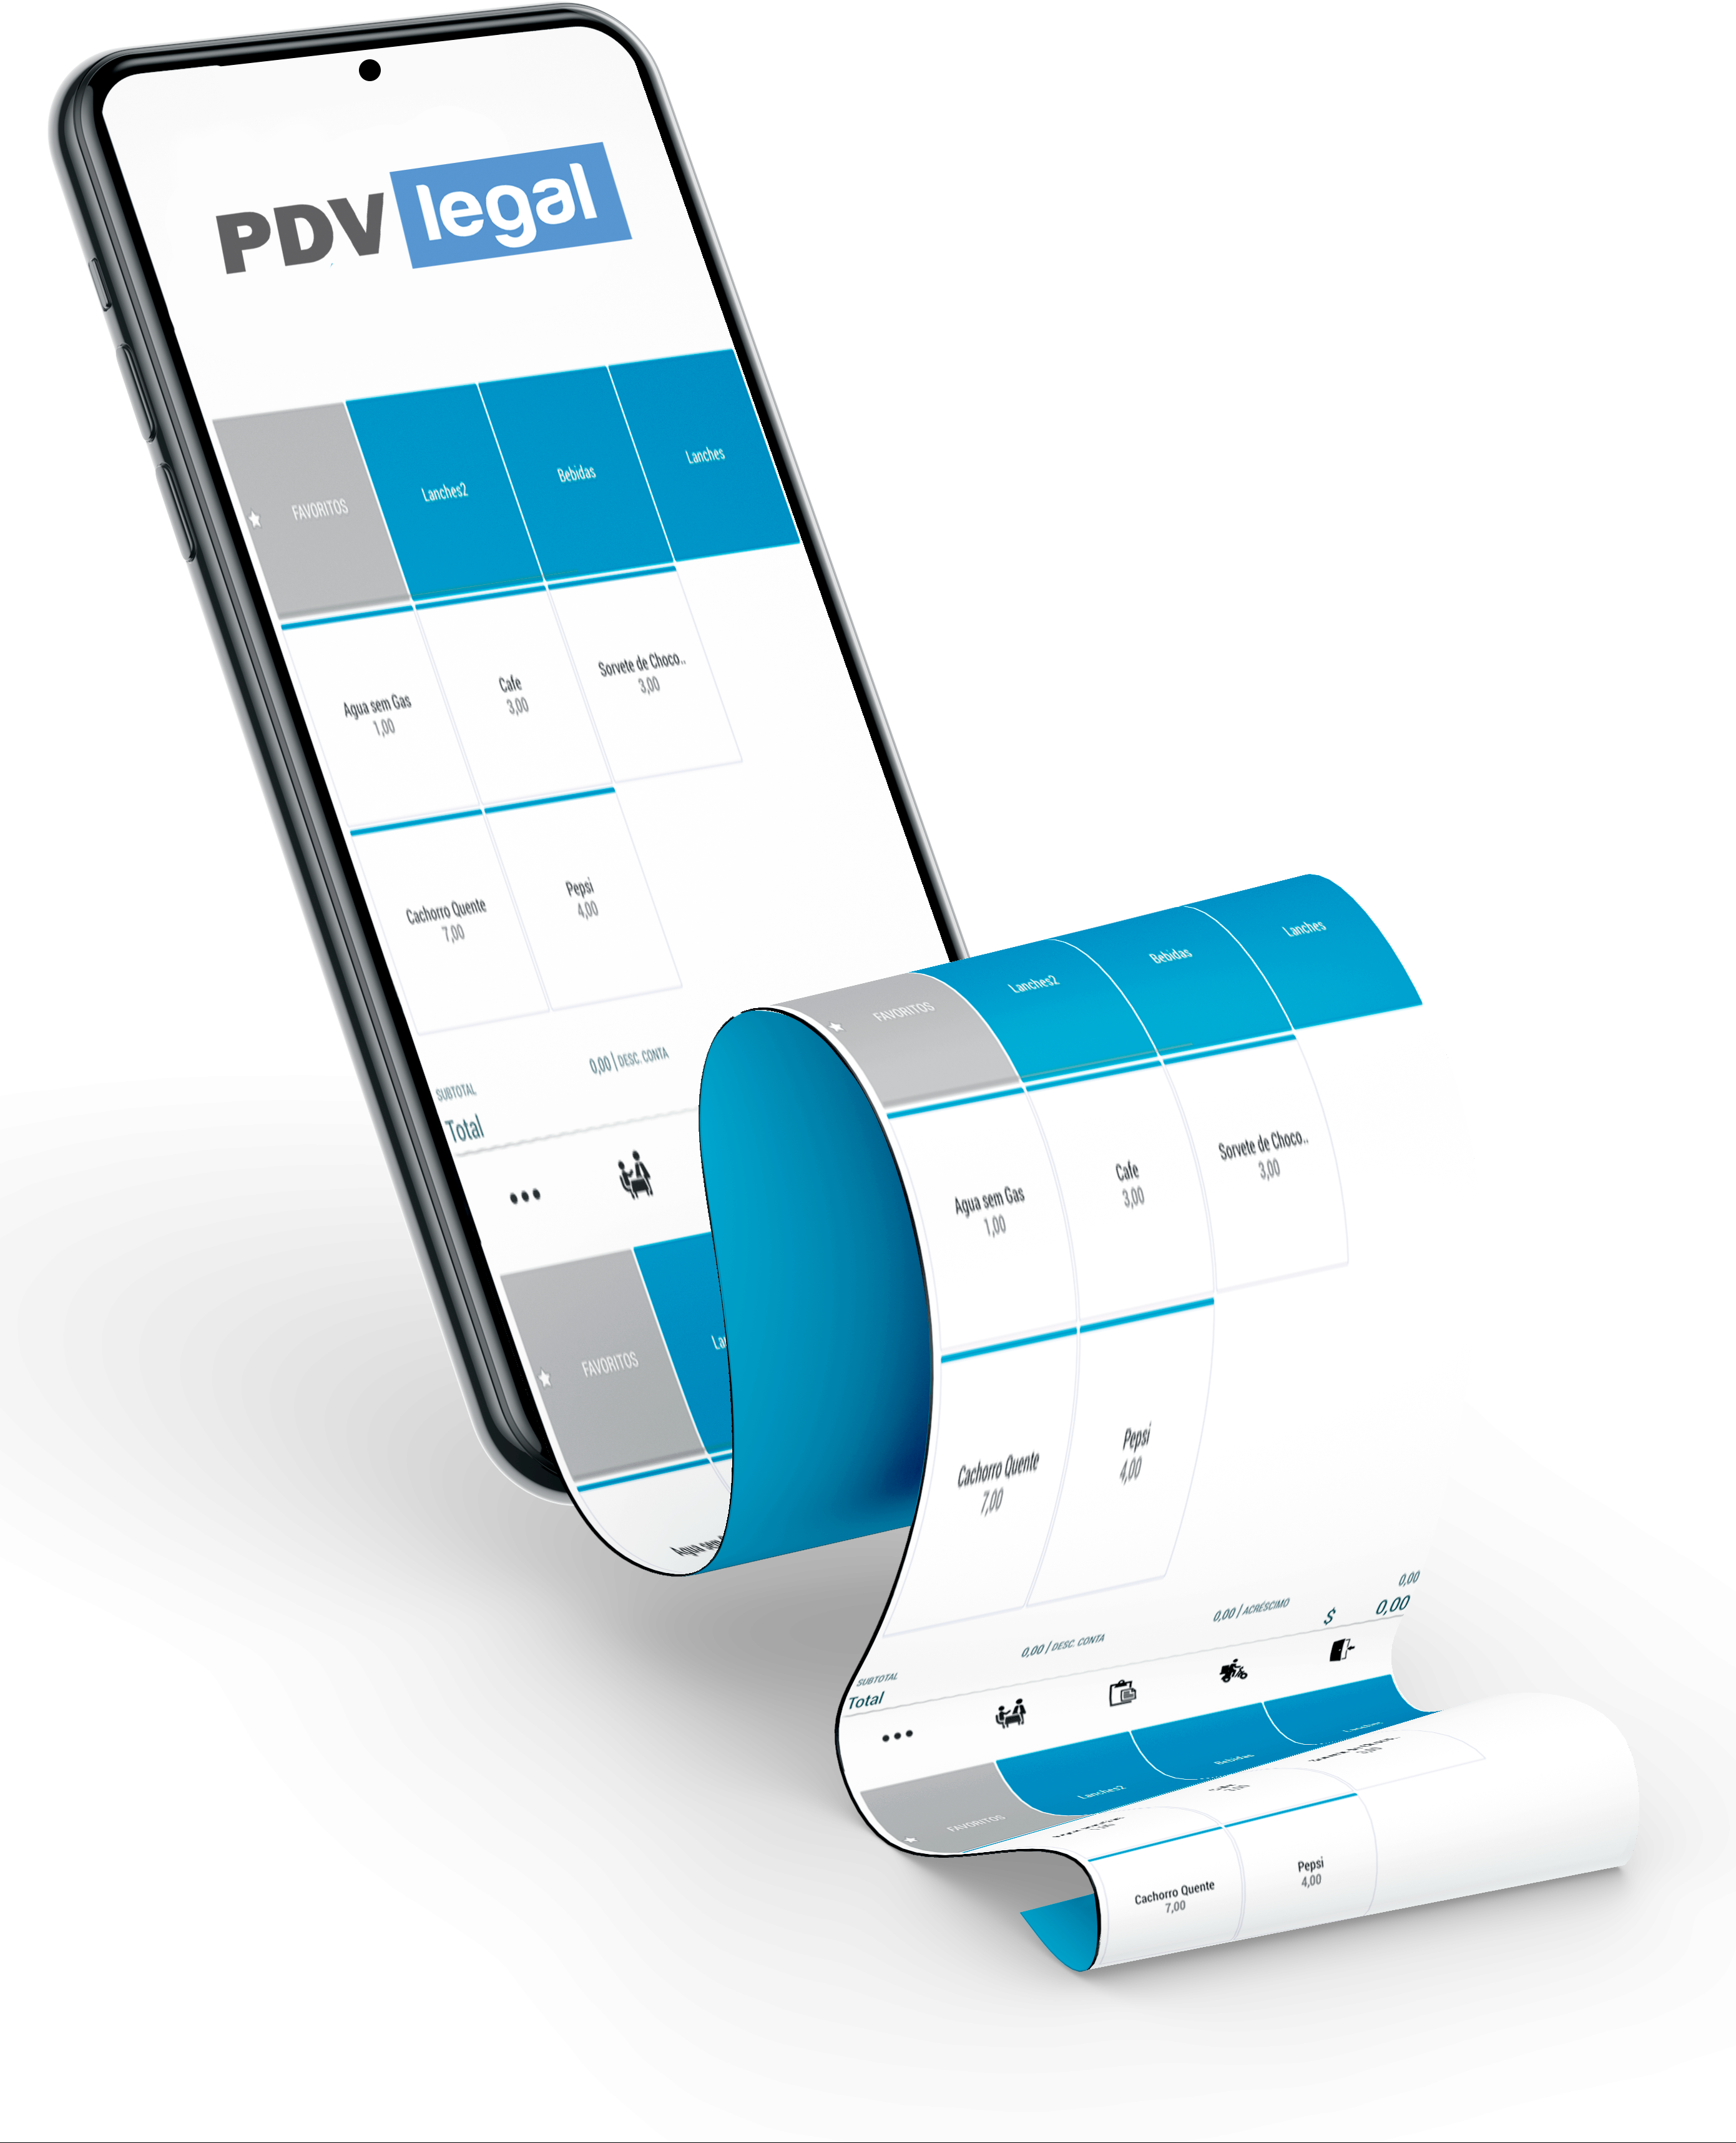 PDV legal
FAVORITOS
Lanches2
Bebidas
Lanches
Agua sem Gas
1,00
Cafe
3,00
Sorvete de Choco..
3,00
Cachorro Quente
7,00
Pepsi
4,00
SUBTOTAL
0,00 | DESC. CONTA
Total
FAVORITOS
FAVORITOS
Lanches2
Bebidas
Lanches
Agua sem Gas
1,00
Cafe
3,00
Sorvete de Choco..
3,00
Cachorro Quente
7,00
Pepsi
4,00
SUBTOTAL
0,00 | DESC. CONTA
0,00 | ACRÉSCIMO
0,00
Total
$ 0,00
FAVORITOS
Lanches2
Bebidas
Cachorro Quente
7,00
Pepsi
4,00